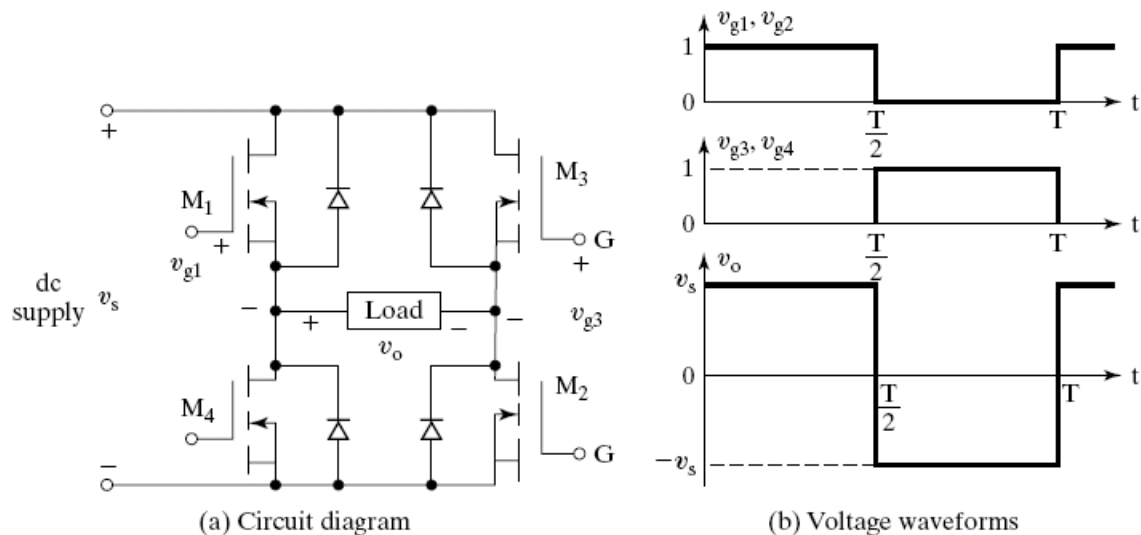 +
M1
+
vg1
−
dc
supply
vs
+
Load
−
vo
−
M3
G
+
vg3
M4
M2
G
−
(a) Circuit diagram
vg1, vg2
1
0
T
2
T
t
vg3, vg4
1
0
T
2
T
t
vo
vs
0
T
2
T
t
−vs
(b) Voltage waveforms